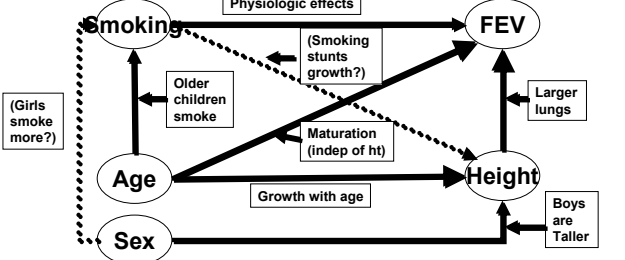 Physiologic effects
Smoking
FEV
(Smoking
stunts
growth?)
Older
children
smoke
Larger
lungs
(Girls
smoke
more?)
Maturation
(indep of ht)
Age
Height
Growth with age
Boys
are
Taller
Sex